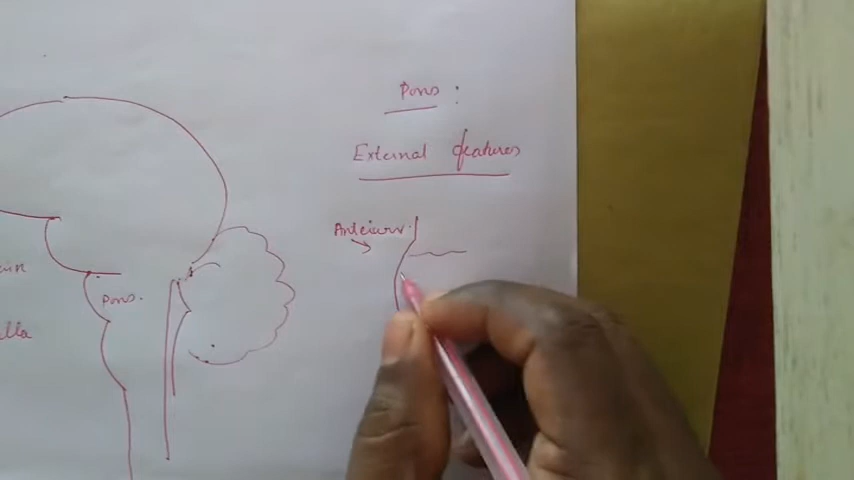 Pons :
External features
Anterior
Pons.